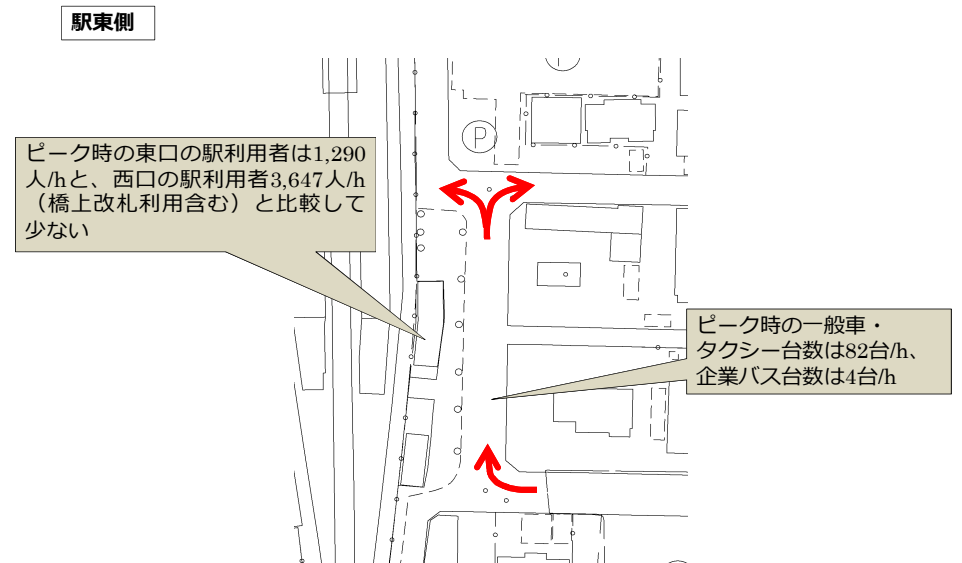 駅東側
P
ピーク時の東口の駅利用者は1,290
人/hと、西口の駅利用者3,647人/h
（橋上改札利用含む）と比較して
少ない
ピーク時の一般車・
タクシー台数は82台/h、
企業バス台数は4台/h